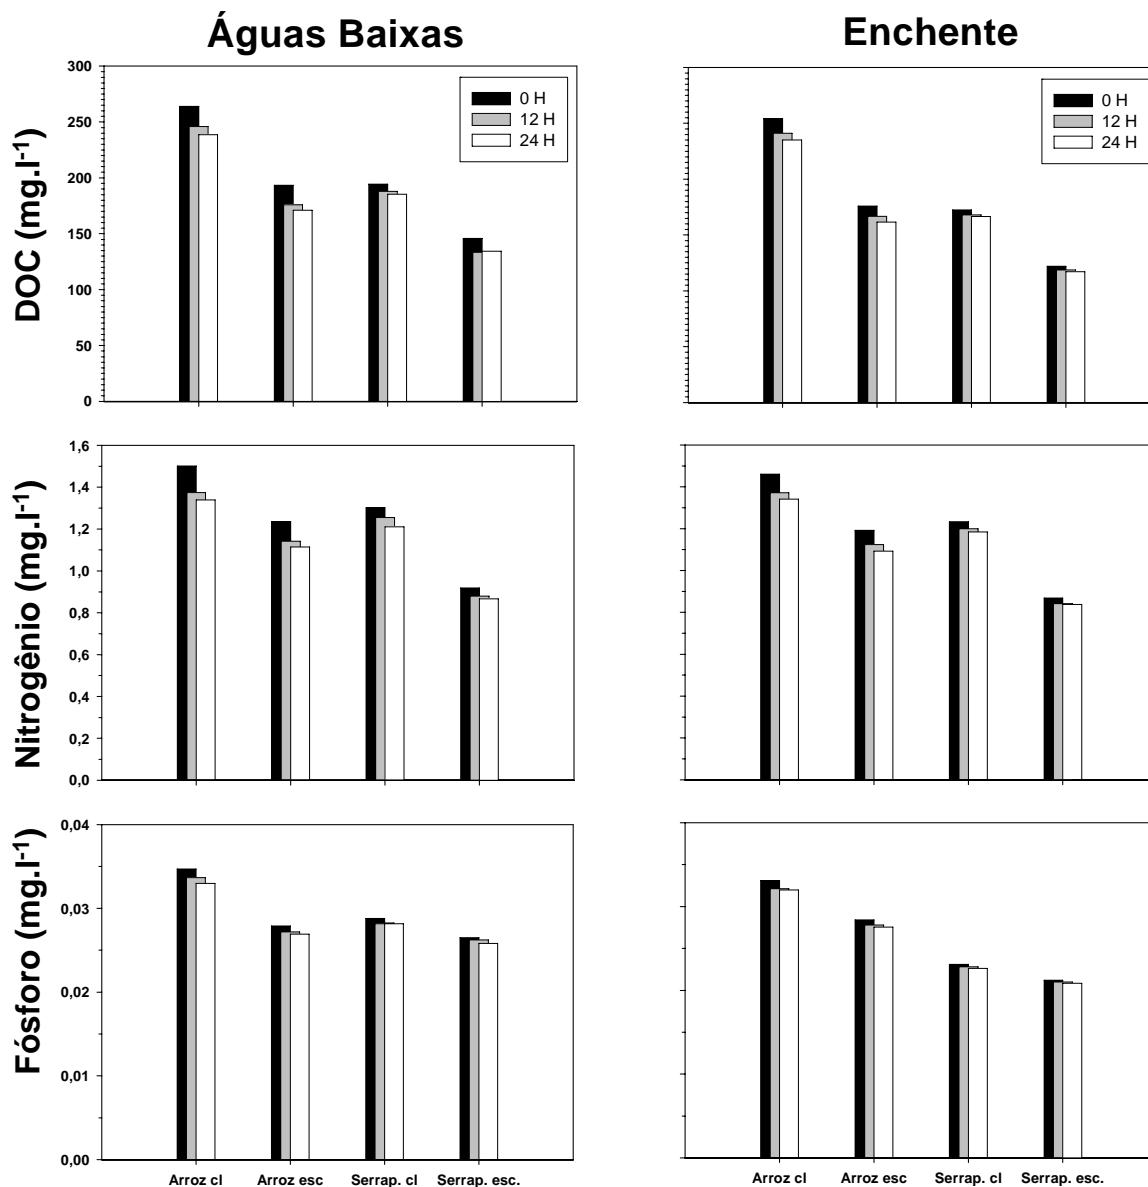 Águas Baixas
Enchente
DOC (mg.l-1)
300
250
200
150
100
50
0
0 H
12 H
24 H
0 H
12 H
24 H
Nitrogênio (mg.l-1)
1,6
1,4
1,2
1,0
0,8
0,6
0,4
0,2
0,0
Fósforo (mg.l-1)
0,04
0,03
0,02
0,01
0,00
Arroz cl Arroz esc Serrap. cl Serrap. esc.
Arroz cl Arroz esc Serrap. cl Serrap. esc.